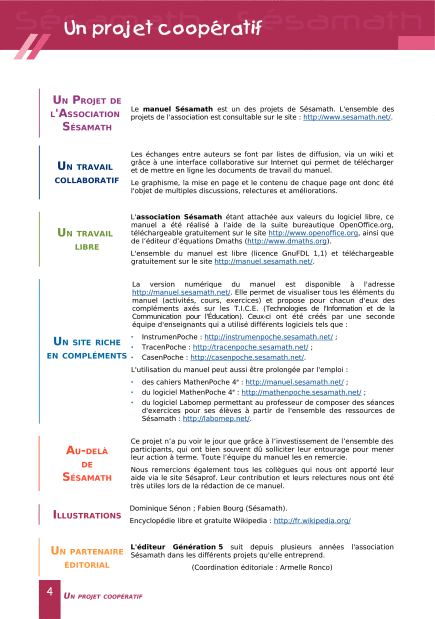 Sésamath Sésamath Sésamath
Un projet coopératif
UN PROJET DE
L'ASSOCIATION
SÉSAMATH
Le manuel Sésamath est un des projets de Sésamath. L'ensemble des
projets de l'association est consultable sur le site : http://www.sesamath.net/.
UN TRAVAIL
COLLABORATIF
Les échanges entre auteurs se font par listes de diffusion, via un wiki et
grâce à une interface collaborative sur Internet qui permet de télécharger
et de mettre en ligne les documents de travail du manuel.
Le graphisme, la mise en page et le contenu de chaque page ont donc été
l'objet de multiples discussions, relectures et améliorations.
UN TRAVAIL
LIBRE
L'association Sésamath étant attachée aux valeurs du logiciel libre, ce
manuel a été réalisé à l'aide de la suite bureautique OpenOffice.org,
téléchargeable gratuitement sur le site http://www.openoffice.org, ainsi que
de l'éditeur d'équations Dmaths (http://www.dmaths.org).
L'ensemble du manuel est libre (licence GnuFDL 1,1) et téléchargeable
gratuitement sur le site http://manuel.sesamath.net/.
UN SITE RICHE
EN COMPLÉMENTS
La version numérique du manuel est disponible à l'adresse
http://manuel.sesamath.net/. Elle permet de visualiser tous les éléments du
manuel (activités, cours, exercices) et propose pour chacun d'eux des
compléments axés sur les T.I.C.E. (Technologies de l'Information et de la
Communication pour l'Éducation). Ceux-ci ont été créés par une seconde
équipe d'enseignants qui a utilisé différents logiciels tels que :
• InstrumenPoche : http://instrumenpoche.sesamath.net/ ;
• TracenPoche : http://tracenpoche.sesamath.net/ ;
• CasenPoche : http://casenpoche.sesamath.net/.
L'utilisation du manuel peut aussi être prolongée par l'emploi :
• des cahiers MathenPoche 4e : http://manuel.sesamath.net/ ;
• du logiciel MathenPoche 4e : http://mathenpoche.sesamath.net/ ;
• du logiciel Labomep permettant au professeur de composer des séances
d'exercices pour ses élèves à partir de l'ensemble des ressources de
Sésamath : http://labomep.net/.
AU-DELÀ
DE
SÉSAMATH
Ce projet n'a pu voir le jour que grâce à l'investissement de l'ensemble des
participants, qui ont bien souvent dû solliciter leur entourage pour mener
leur action à terme. Toute l'équipe du manuel les en remercie.
Nous remercions également tous les collègues qui nous ont apporté leur
aide via le site Sésaprof. Leur contribution et leurs relectures nous ont été
très utiles lors de la rédaction de ce manuel.
ILLUSTRATIONS
Dominique Sénon ; Fabien Bourg (Sésamath).
Encyclopédie libre et gratuite Wikipedia : http://fr.wikipedia.org/
UN PARTENAIRE
ÉDITORIAL
L'éditeur Génération 5 suit depuis plusieurs années l'association
Sésamath dans les différents projets qu'elle entreprend.
(Coordination éditoriale : Armelle Ronco)
4
UN PROJET COOPÉRATIF